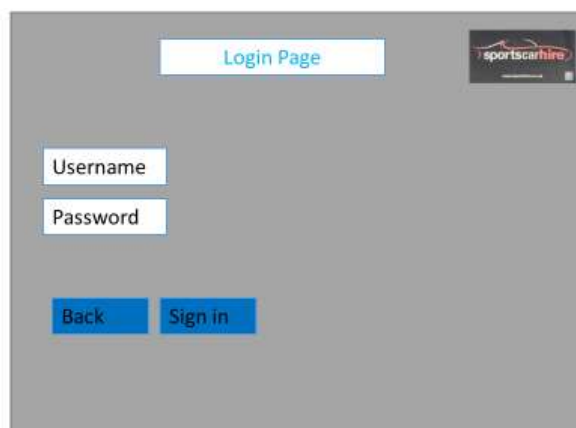 Login Page
sportscarhire
Username
Password
Back
Sign in